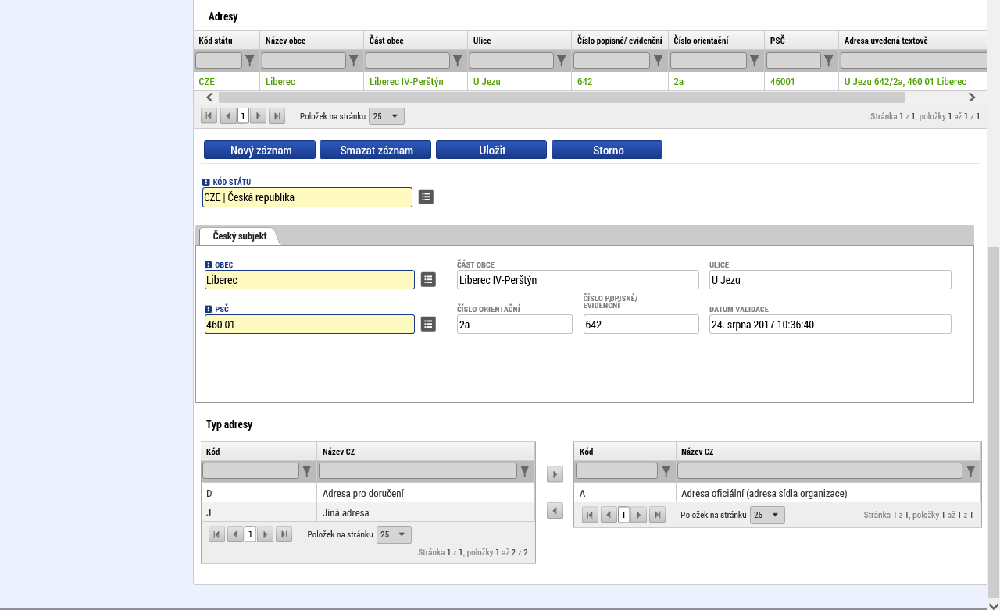 Adresy
Kód státu Název obce Část obce Ulice Číslo popisné/ evidenční Číslo orientační PSČ Adresa uvedená textově
CZE Liberec Liberec IV-Perštýn U Jezu 642 2a 46001 U Jezu 642/2a, 460 01 Liberec
1 Položek na stránku 25 Stránka 1 z 1, položky 1 až 1 z 1
Nový záznam Smazat záznam Uložit Storno
KÓD STÁTU
CZE | Česká republika
Český subjekt
OBEC ČÁST OBCE ULICE
Liberec Liberec IV-Perštýn U Jezu
PSČ ČÍSLO ORIENTAČNÍ ČÍSLO POPISNÉ/ DATUM VALIDACE
EVIDENČNÍ
460 01 2a 642 24. srpna 2017 10:36:40
Typ adresy
Kód Název CZ Kód Název CZ
D Adresa pro doručení A Adresa oficiální (adresa sídla organizace)
J Jiná adresa 1 Položek na stránku 25 Stránka 1 z 1, položky 1 až 1 z 1
1 Položek na stránku 25
Stránka 1 z 1, položky 1 až 2 z 2